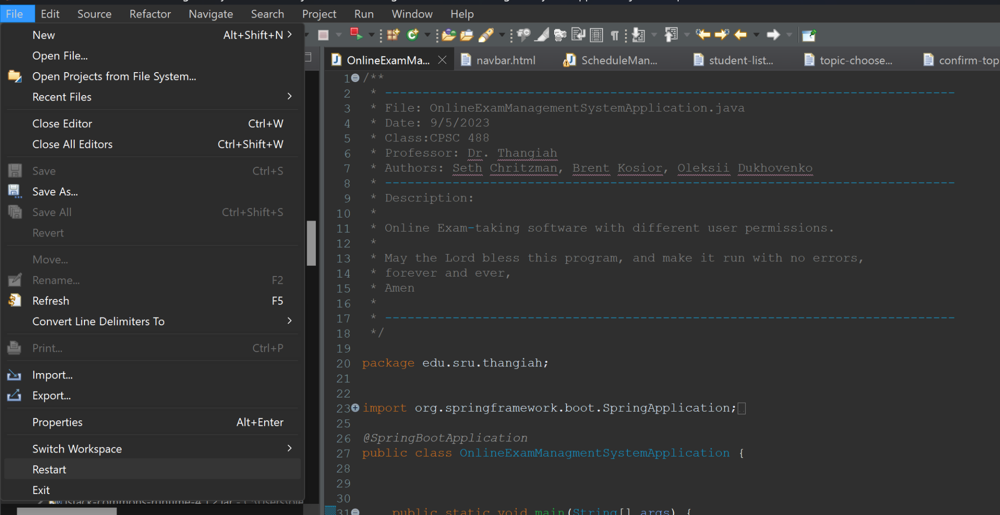 File Edit Source Refactor Navigate Search Project Run Window Help
New Alt+Shift+N
Open File...
Open Projects from File System...
Recent Files
Close Editor Ctrl+W
Close All Editors Ctrl+Shift+W
Save Ctrl+S
Save As...
Save All Ctrl+Shift+S
Revert
Move...
Rename... F2
Refresh F5
Convert Line Delimiters To
Print... Ctrl+P
Import...
Export...
Properties Alt+Enter
Switch Workspace
Restart
Exit
OnlineExamMa... navbar.html ScheduleMan... student-list... topic-choose... confirm-top
1 /**
2 * ----------------------------------------------------------------------------
3 * File: OnlineExamManagementSystemApplication.java
4 * Date: 9/5/2023
5 * Class:CPSC 488
6 * Professor: Dr. Thangiah
7 * Authors: Seth Chritzman, Brent Kosior, Oleksii Dukhovenko
8 * ----------------------------------------------------------------------------
9 * Description:
10 *
11 * Online Exam-taking software with different user permissions.
12 *
13 * May the Lord bless this program, and make it run with no errors,
14 * forever and ever,
15 * Amen
16 *
17 * ----------------------------------------------------------------------------
18 */
19
20 package edu.sru.thangiah;
21
22
23 import org.springframework.boot.SpringApplication;
25
26 @SpringBootApplication
27 public class OnlineExamManagmentSystemApplication {
28
29
30
31 public static void main(String[] args) {